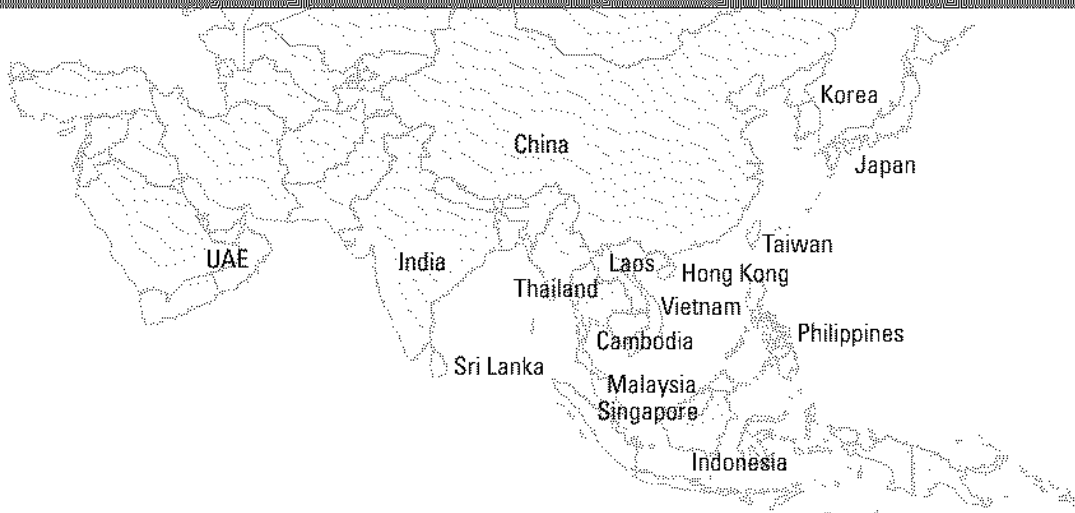 Korea
China
Japan
Taiwan
UAE
India
Laos
Hong Kong
Thailand
Vietnam
Philippines
Cambodia
Sri Lanka
Malaysia
Singapore
Indonesia